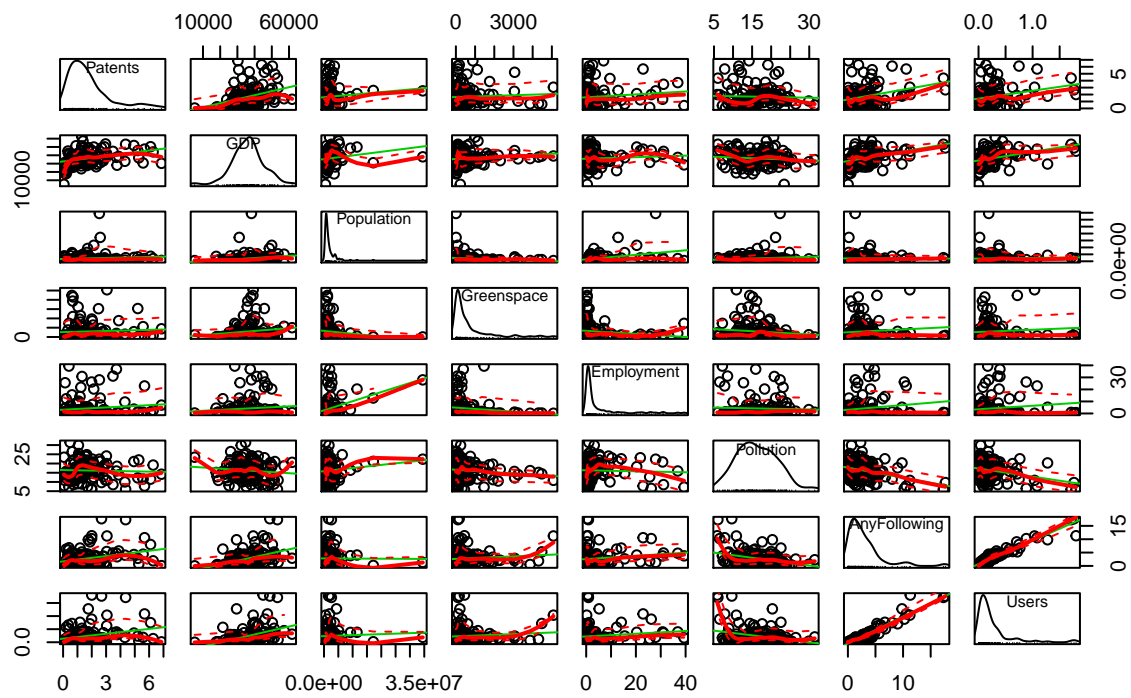 10000 60000 0 3000 5 15 30 0.0 1.0
Patents 0 5
10000 GDP
Population 0.0e+00
0 Greenspace
Employment 0 30
5 25 Pollution
AnyFollowing 0 15
0.0 Users
0 3 6 0.0e+00 3.5e+07 0 20 40 0 10